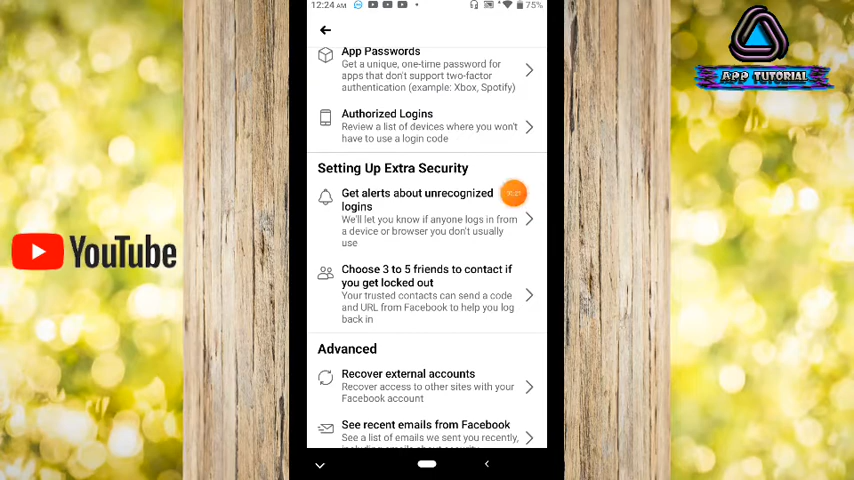 12:24 AM
75%
App Passwords
Get a unique, one-time password for
apps that don't support two-factor
authentication (example: Xbox, Spotify)
Authorized Logins
Review a list of devices where you won't
have to use a login code
Setting Up Extra Security
Get alerts about unrecognized
logins
We'll let you know if anyone logs in from
a device or browser you don't usually
use
Choose 3 to 5 friends to contact if
you get locked out
Your trusted contacts can send a code
and URL from Facebook to help you log
back in
Advanced
Recover external accounts
Recover access to other sites with your
Facebook account
See recent emails from Facebook
See a list of emails we sent you recently,
YouTube
APP TUTORIAL